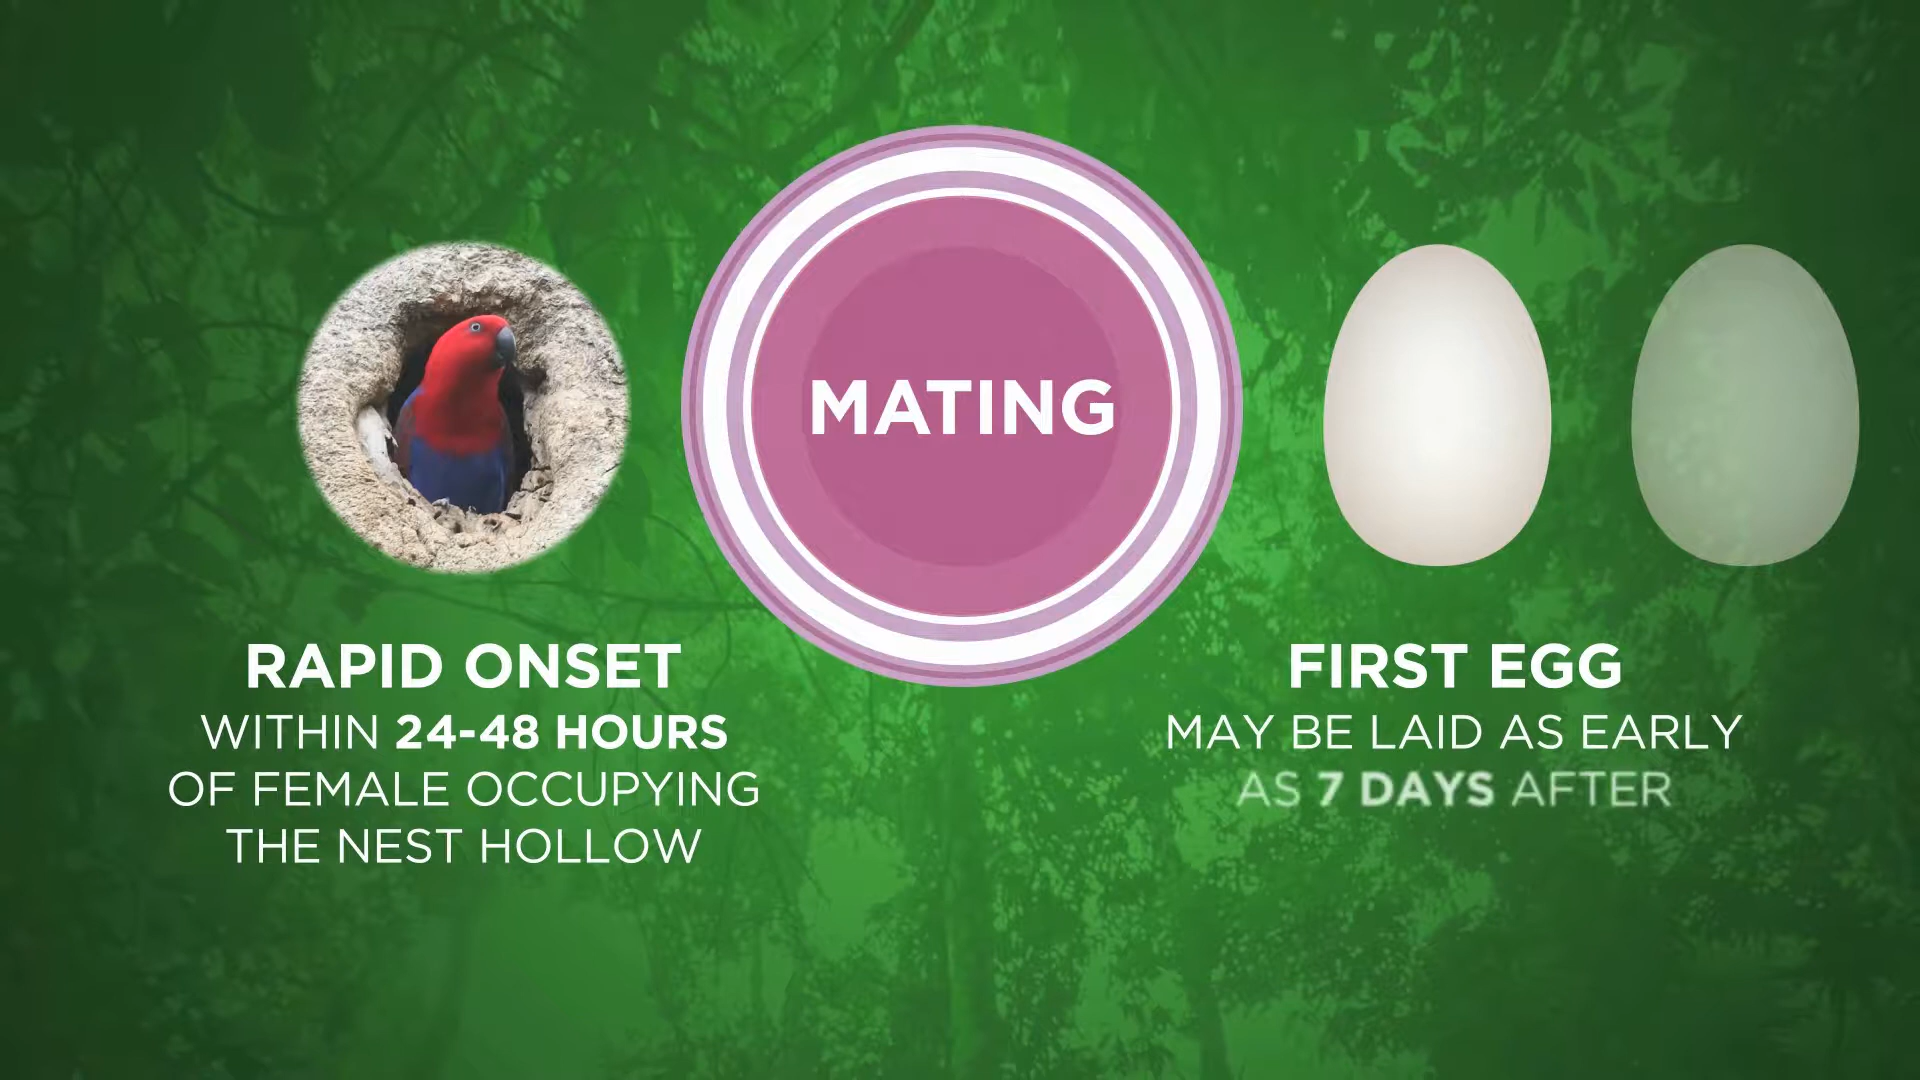 MATING
RAPID ONSET
WITHIN 24-48 HOURS
OF FEMALE OCCUPYING
THE NEST HOLLOW
FIRST EGG
MAY BE LAID AS EARLY
AS 7 DAYS AFTER